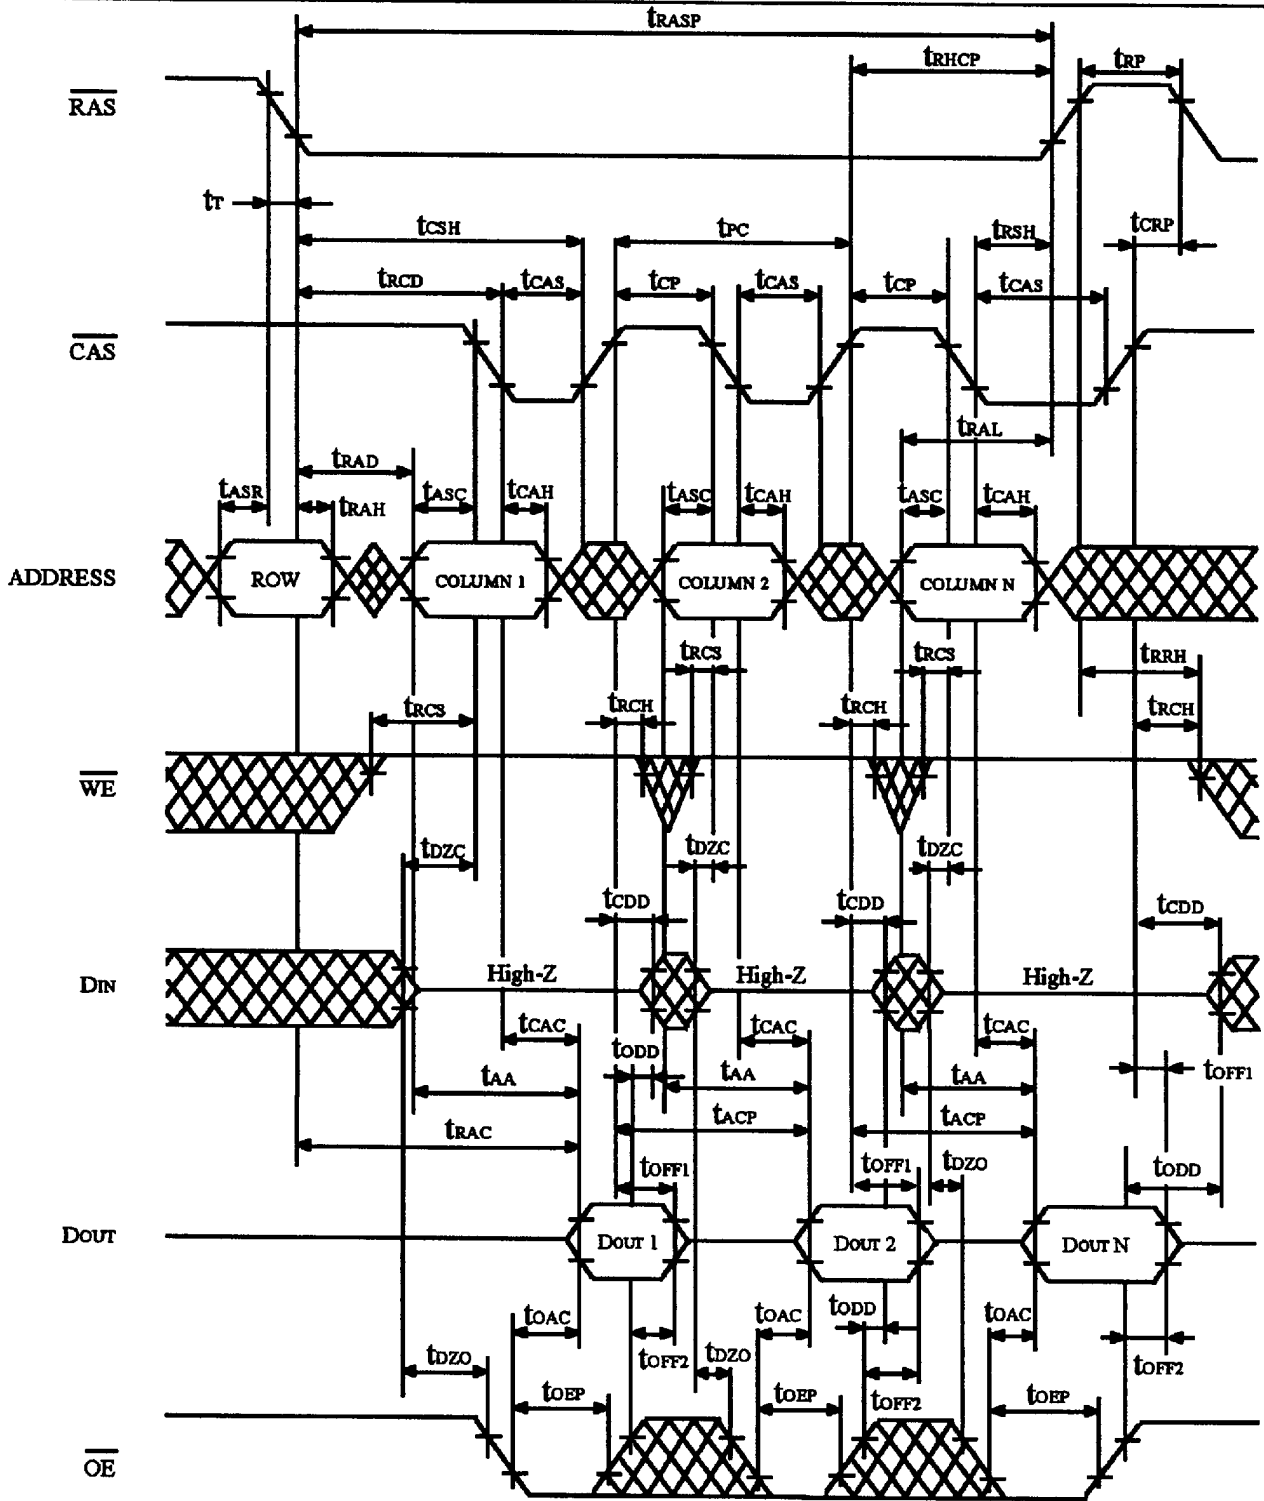 tRASP
tRHCP
tRP
RAS
tT
tCSH
tPC
tRSH
tCRP
tRCD
tCAS
tCP
tCAS
tCP
tCAS
CAS
tRAL
tRAD
tASR
tRAH
tASC
tCAH
tASC
tCAH
tASC
tCAH
ADDRESS
ROW
COLUMN 1
COLUMN 2
COLUMN N
tRCS
tRCS
tRRH
tRCS
tRCH
tRCH
tRCH
WE
tDZC
tDZC
tDZC
tCDD
tCDD
tCDD
DIN
High-Z
High-Z
High-Z
tCAC
tODD
tCAC
tCAC
tAA
tAA
tAA
tOFF1
tRAC
tACP
tACP
tOFF1
tOFF1
tDZO
tODD
DOUT
DOUT 1
DOUT 2
DOUT N
tOAC
tOAC
tODD
tOAC
tDZO
tOFF2
tDZO
tOFF2
tOEP
tOEP
tOFF2
tOEP
OE